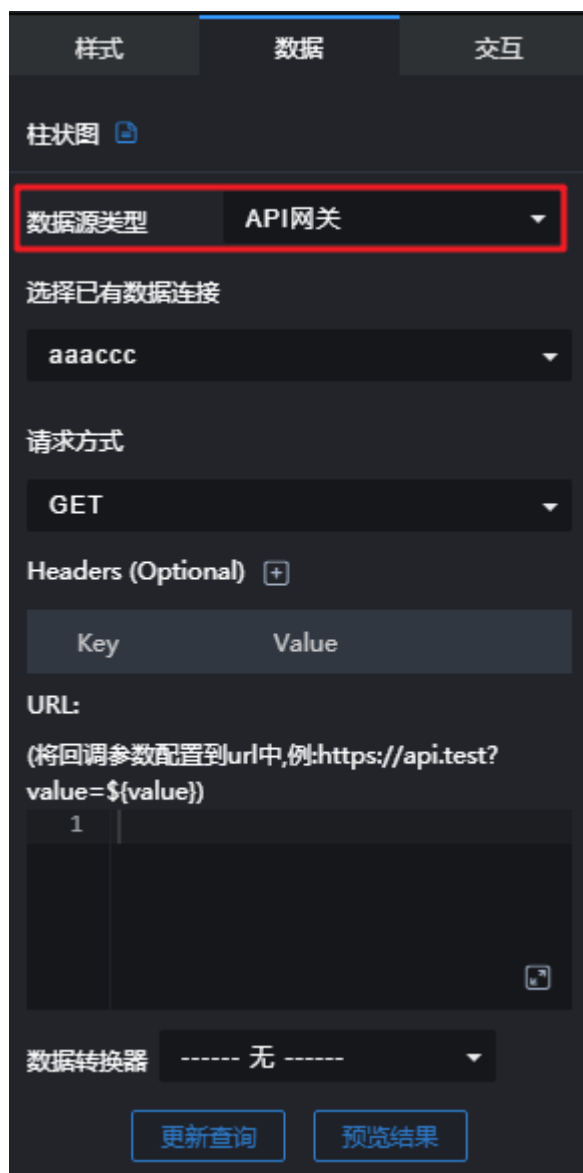 样式 数据 交互
柱状图
数据源类型 API网关
选择已有数据连接
aaaccc
请求方式
GET
Headers (Optional)
Key Value
URL:
(将回调参数配置到url中,例:https://api.test?
value=${value})
1
数据转换器 ------ 无 ------
更新查询 预览结果